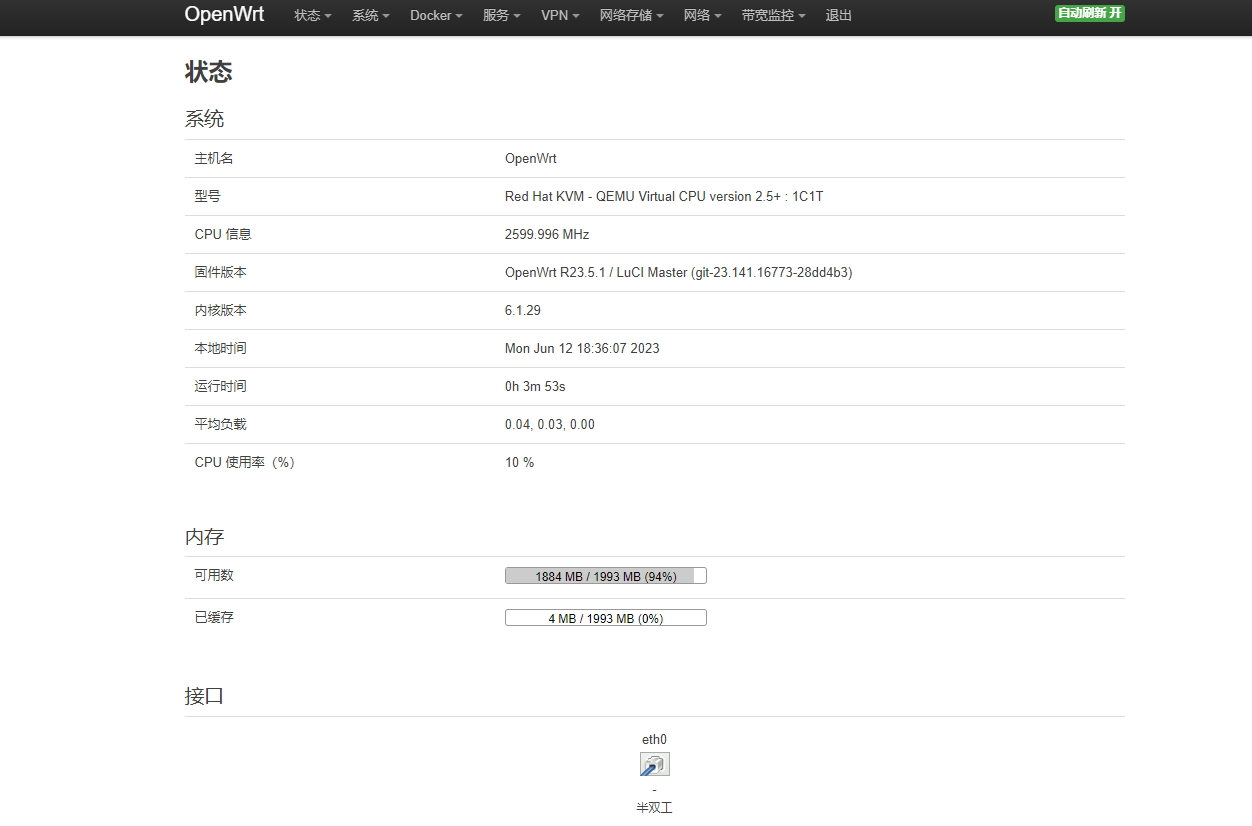 OpenWrt 状态 系统 Docker 服务 VPN 网络存储 网络 带宽监控 退出 自动刷新 开
状态
系统
主机名 OpenWrt
型号 Red Hat KVM - QEMU Virtual CPU version 2.5+ : 1C1T
CPU 信息 2599.996 MHz
固件版本 OpenWrt R23.5.1 / LuCI Master (git-23.141.16773-28dd4b3)
内核版本 6.1.29
本地时间 Mon Jun 12 18:36:07 2023
运行时间 0h 3m 53s
平均负载 0.04, 0.03, 0.00
CPU 使用率（%） 10 %
内存
可用数 1884 MB / 1993 MB (94%)
已缓存 4 MB / 1993 MB (0%)
接口
eth0
-
半双工